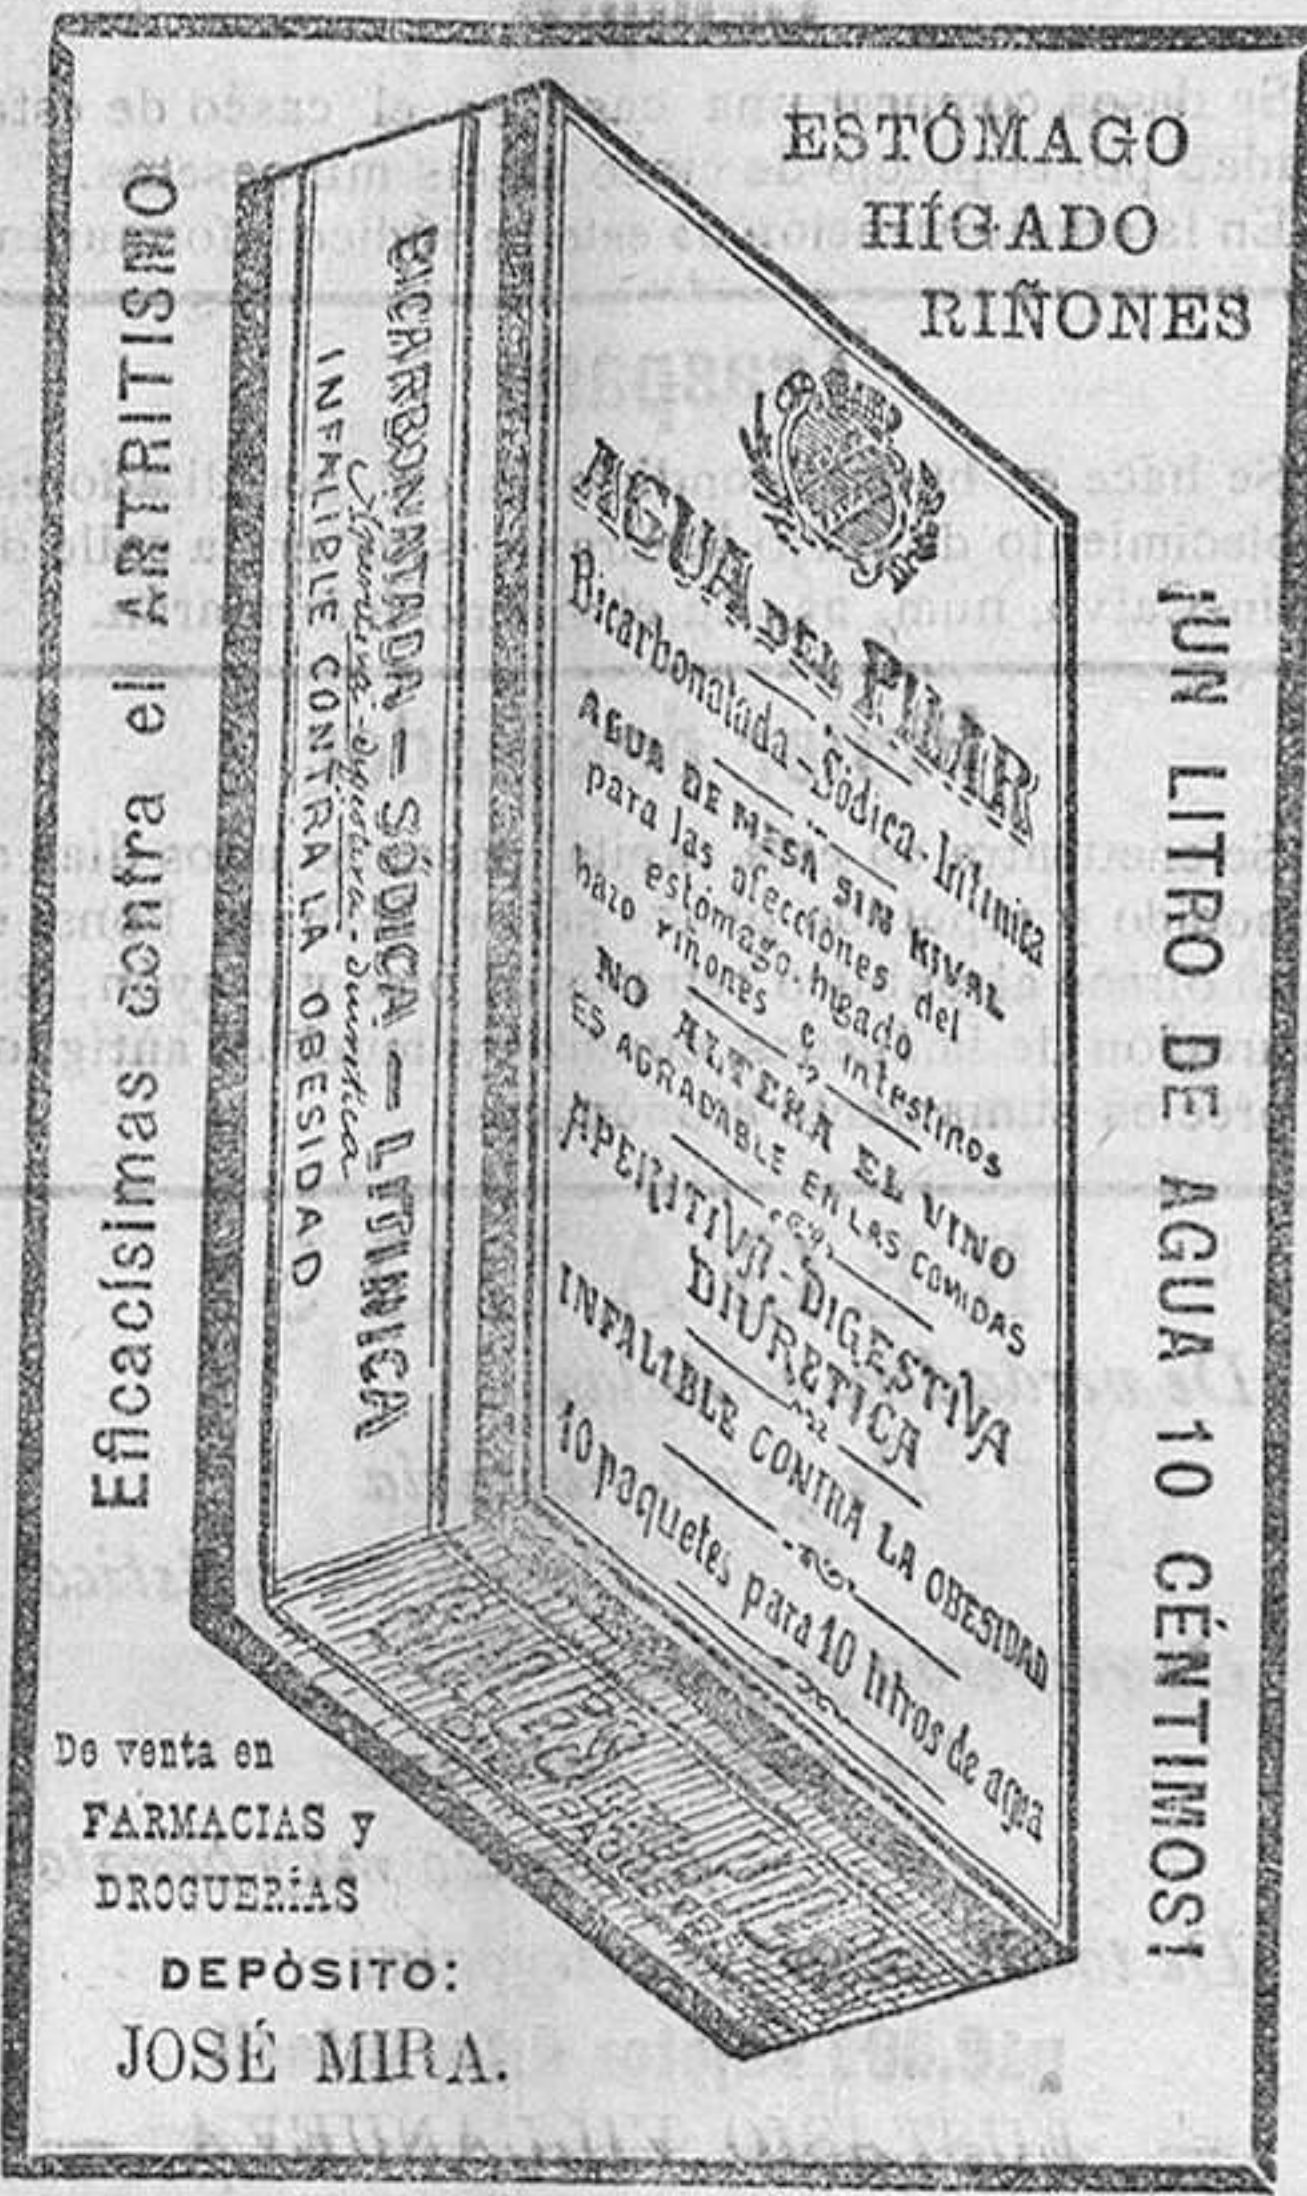 ESTÓMAGO
HÍGADO
RIÑONES
Eficacísimas contra el ARTRITISMO
BICARBONATADA — SÓDICA — LITINICA
INFALIBLE CONTRA LA OBESIDAD
AGUA DEL PILAR
Bicarbonatada-Sódica-Litinica
AGUA DE MESA SIN RIVAL
para las afecciones del
estómago-higado
bazo riñones e intestinos
NO ALTERA EL VINO
ES AGRADABLE EN LAS COMIDAS
APERITIVA-DIGESTIVA
DIURETICA
INFALIBLE CONTRA LA OBESIDAD
10 paquetes para 10 litros de agua
¡UN LITRO DE AGUA 10 CÉNTIMOS!
De venta en
FARMACIAS y
DROGUERÍAS
DEPÒSITO:
JOSÉ MIRA.